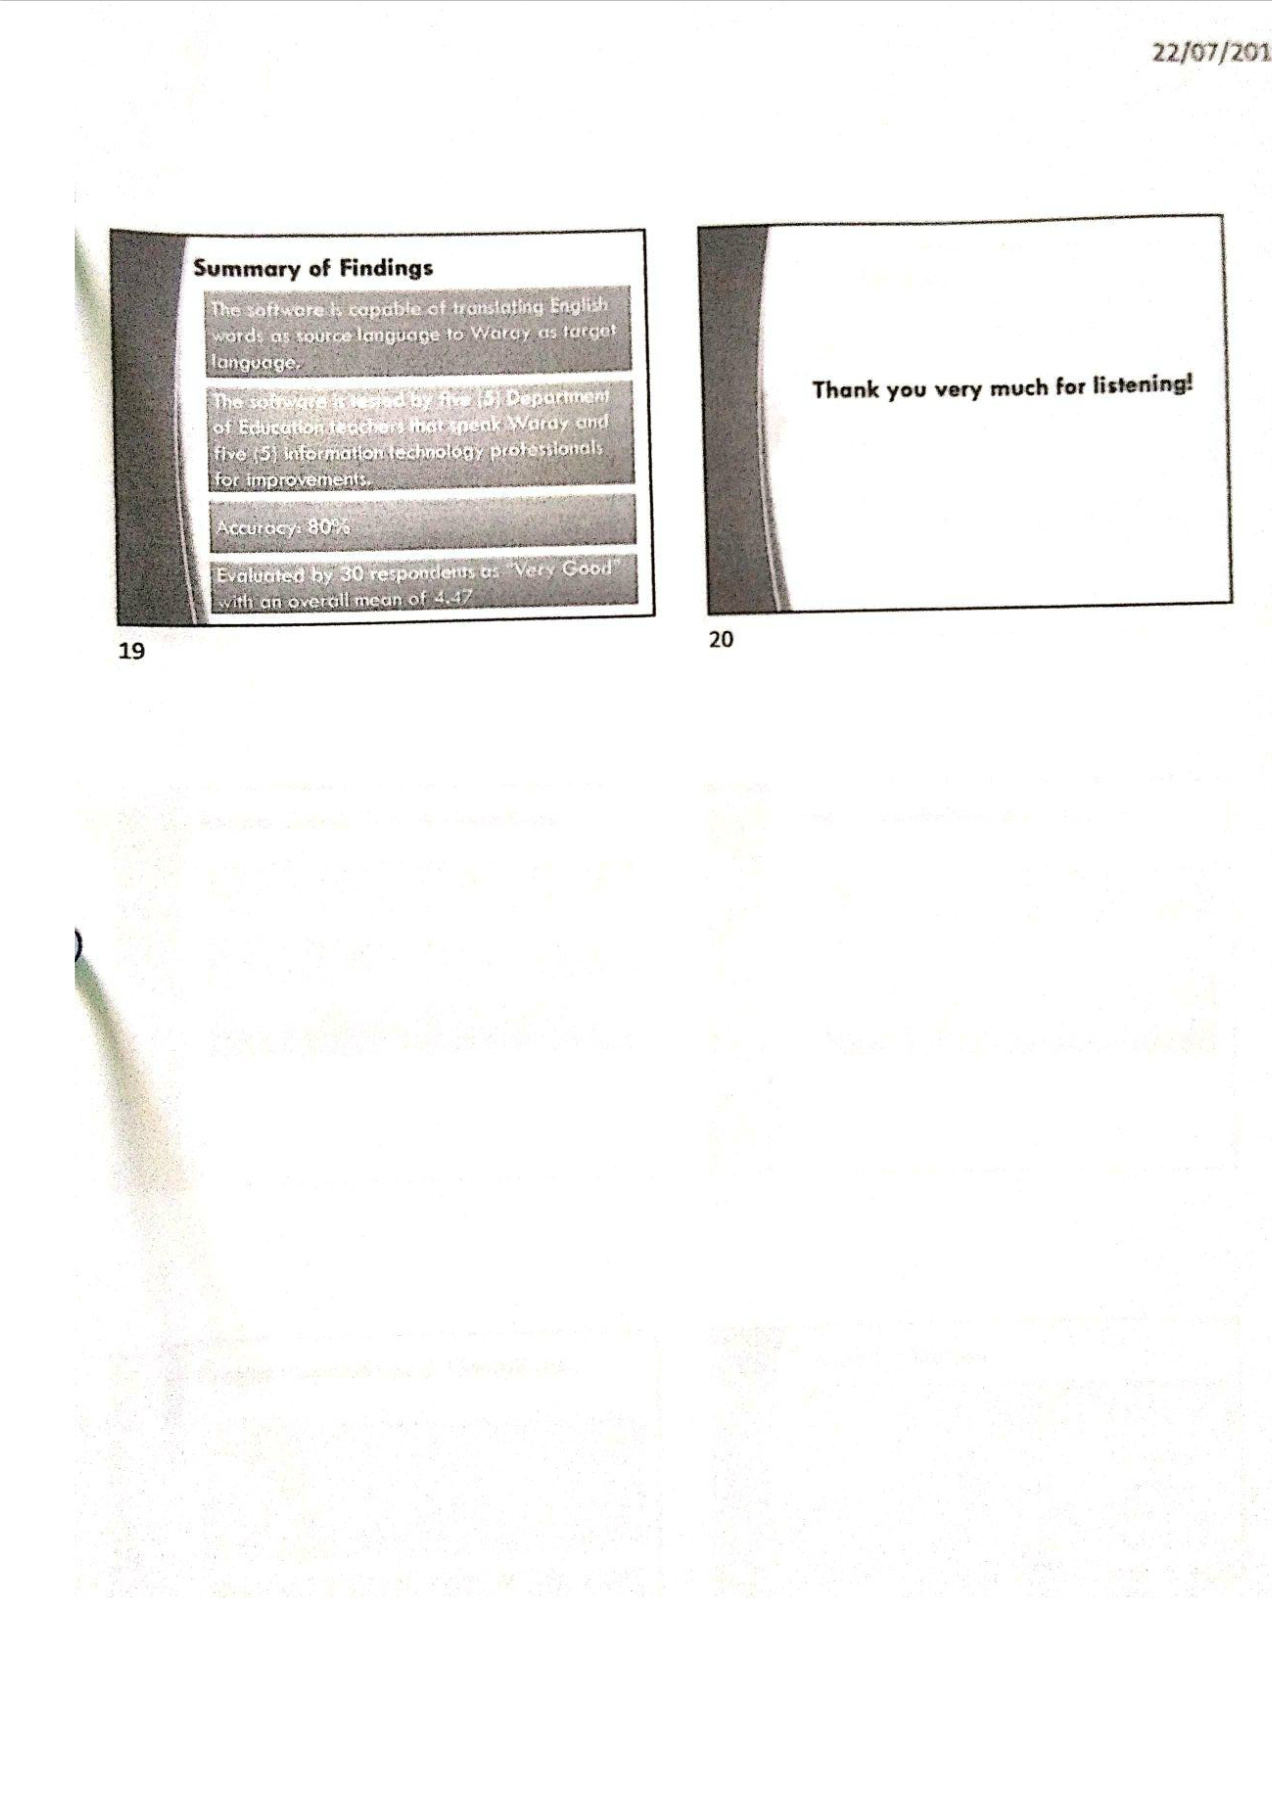 22/07/201
Summary of Findings
The software is capable of translating English
words as source language to Waray as target
language.
The software is tested by five (5) Department
of Education teachers that speak Waray and
five (5) information technology professionals
for improvements.
Accuracy: 80%
Evaluated by 30 respondents as "Very Good"
with an overall mean of 4.47
19
Thank you very much for listening!
20